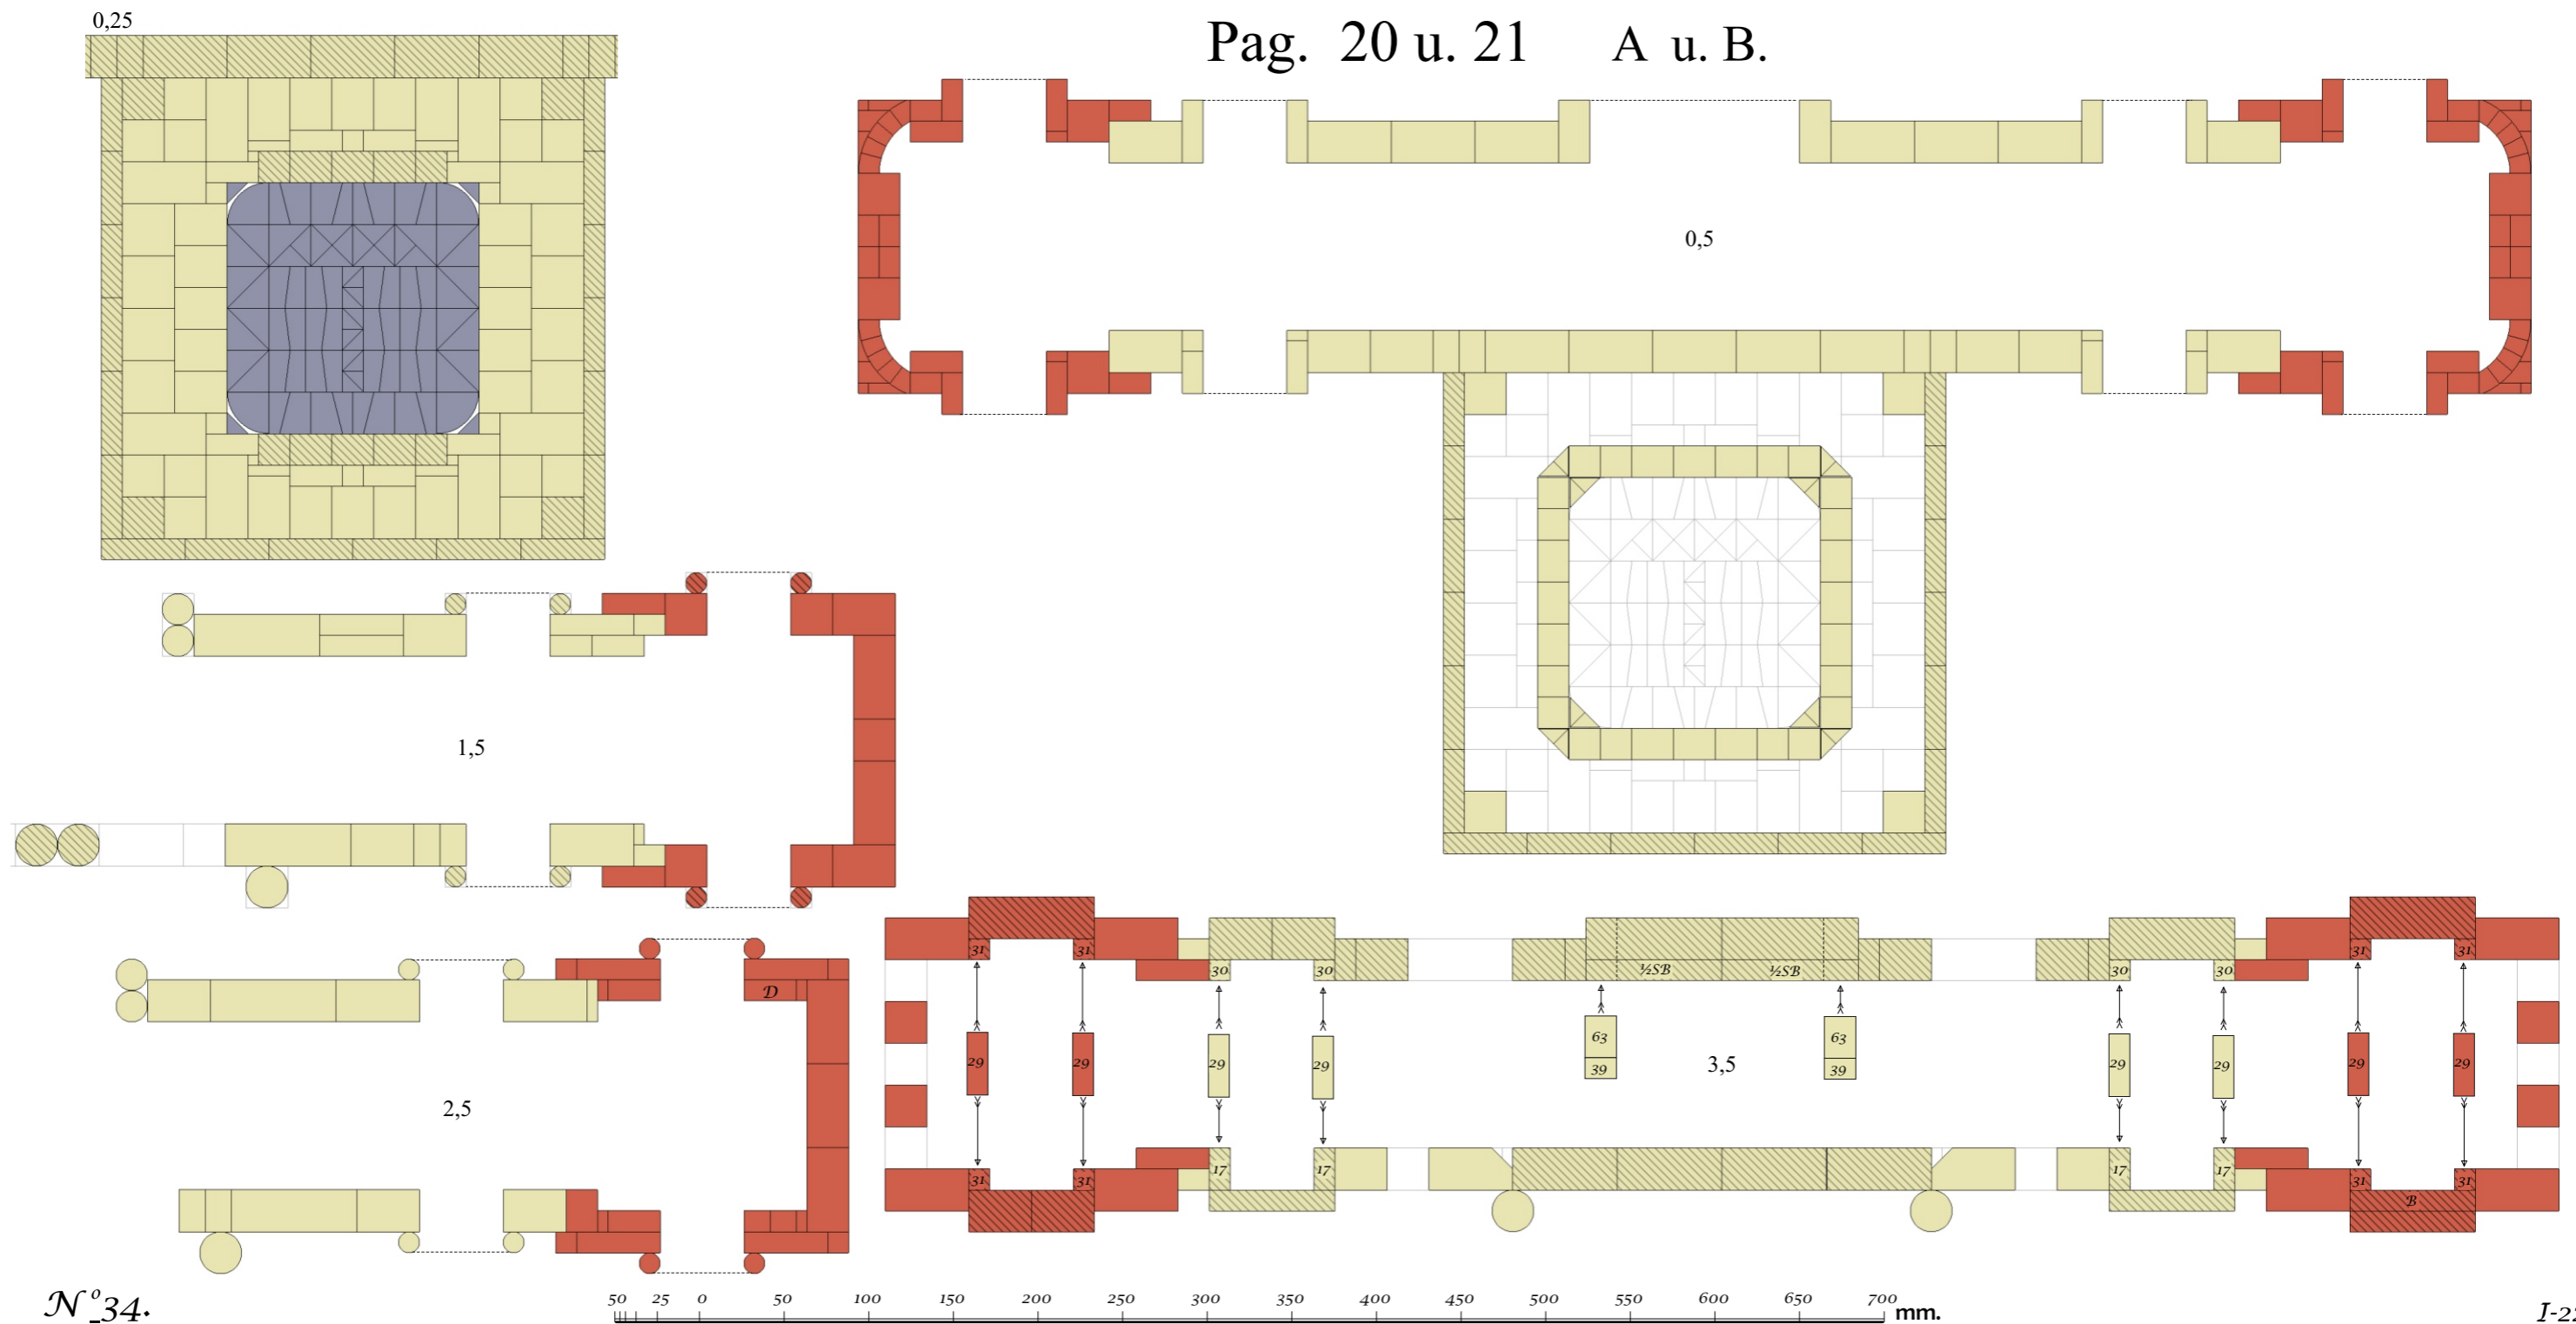 0,25
Pag. 20 u. 21 A u. B.
0,5
1,5
2,5
D
31 31 31 31
30 30 ½SB ½SB 30 30
63 63
29 29 29 29 3,5 29 29 29 29
39 39
17 17 17 17
31 31 31 31
B
№34.
50 25 0 50 100 150 200 250 300 350 400 450 500 550 600 650 700 mm.